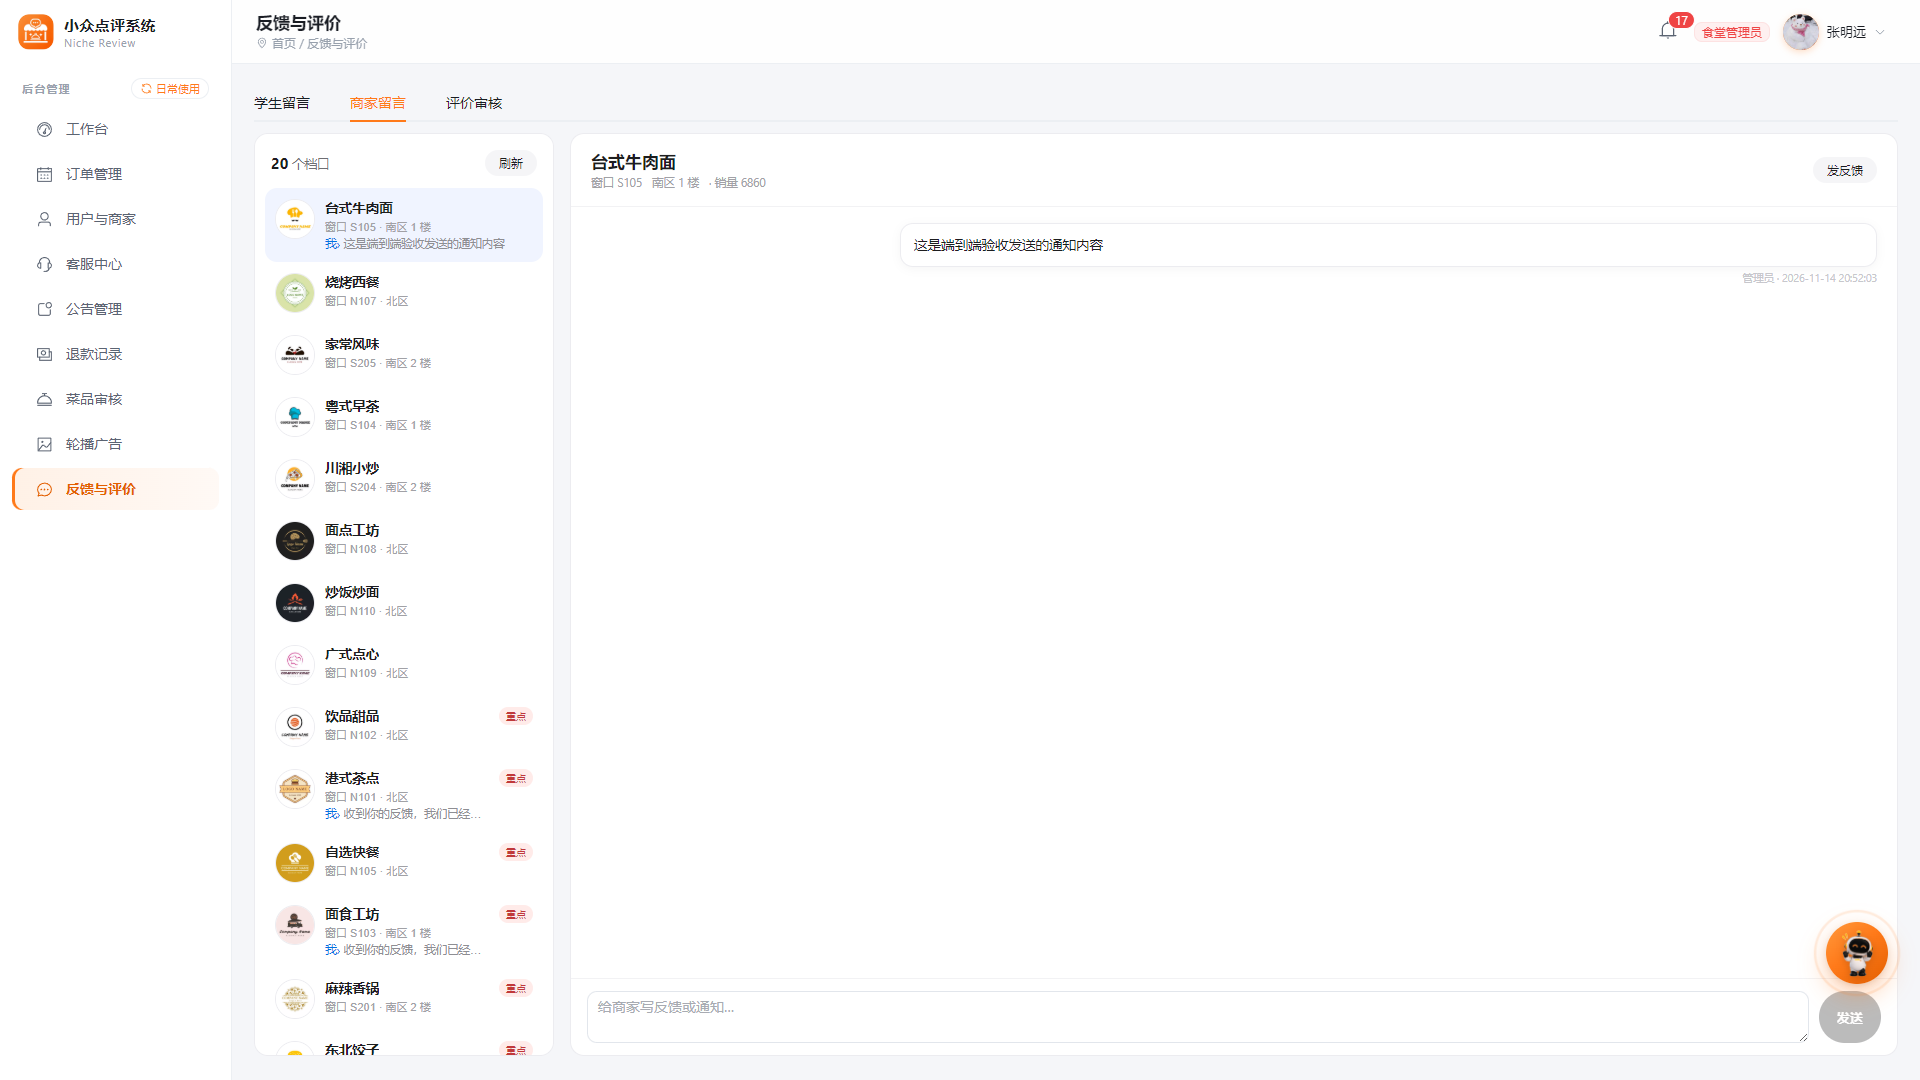 小众点评系统
Niche Review
后台管理
日常使用
工作台
订单管理
用户与商家
客服中心
公告管理
退款记录
菜品审核
轮播广告
反馈与评价
反馈与评价
首页 / 反馈与评价
17
食堂管理员
张明远
学生留言
商家留言
评价审核
20 个档口
刷新
台式牛肉面
窗口 S105 · 南区 1 楼
我: 这是端到端验收发送的通知内容
烧烤西餐
窗口 N107 · 北区
家常风味
窗口 S205 · 南区 2 楼
粤式早茶
窗口 S104 · 南区 1 楼
川湘小炒
窗口 S204 · 南区 2 楼
面点工坊
窗口 N108 · 北区
炒饭炒面
窗口 N110 · 北区
广式点心
窗口 N109 · 北区
饮品甜品
重点
窗口 N102 · 北区
港式茶点
重点
窗口 N101 · 北区
我: 收到你的反馈，我们已经...
自选快餐
重点
窗口 N105 · 北区
面食工坊
重点
窗口 S103 · 南区 1 楼
我: 收到你的反馈，我们已经...
麻辣香锅
重点
窗口 S201 · 南区 2 楼
东北饺子
重点
台式牛肉面
窗口 S105 南区 1 楼 · 销量 6860
发反馈
这是端到端验收发送的通知内容
管理员 · 2026-11-14 20:52:03
给商家写反馈或通知...
发送